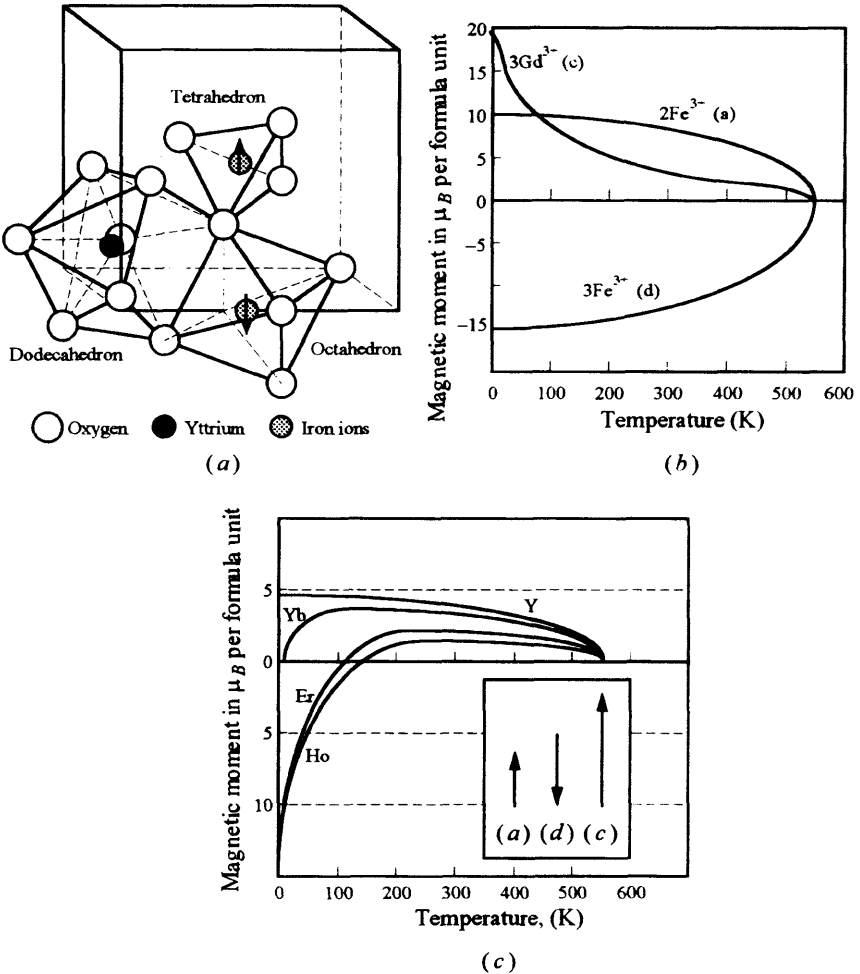 Tetrahedron
Dodecahedron
Octahedron
Oxygen
Yttrium
Iron ions
(a)
Magnetic moment in μB per formula unit
20
15
10
5
0
-5
-15
3Gd3+ (c)
2Fe3+ (a)
3Fe3+ (d)
0 100 200 300 400 500 600
Temperature (K)
(b)
Magnetic moment in μB per formula unit
5
0
5
10
Yb
Y
Er
Ho
(a) (d) (c)
0 100 200 300 400 500 600
Temperature, (K)
(c)